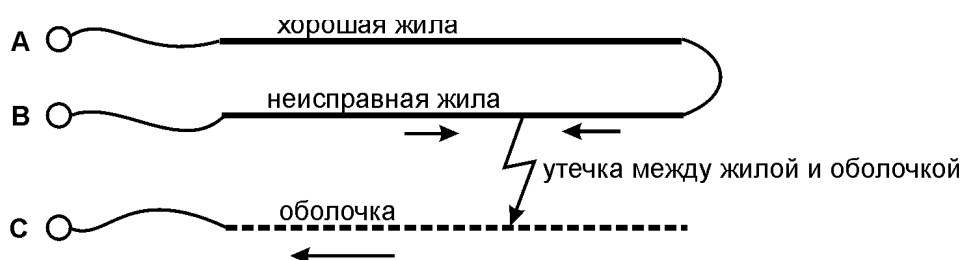 хорошая жила
A
неисправная жила
B
утечка между жилой и оболочкой
оболочка
C